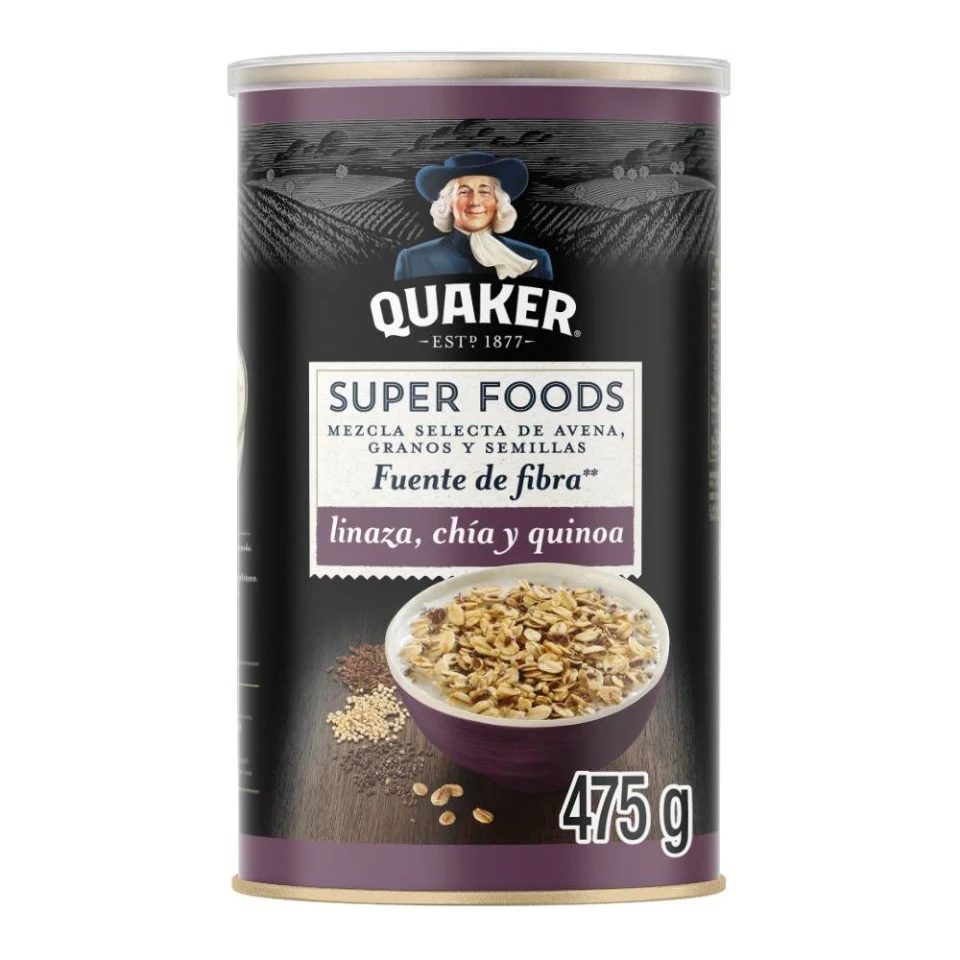 QUAKER®
-ESTᴰ 1877-
SUPER FOODS
MEZCLA SELECTA DE AVENA,
GRANOS Y SEMILLAS
Fuente de fibra**
linaza, chía y quinoa
475 g